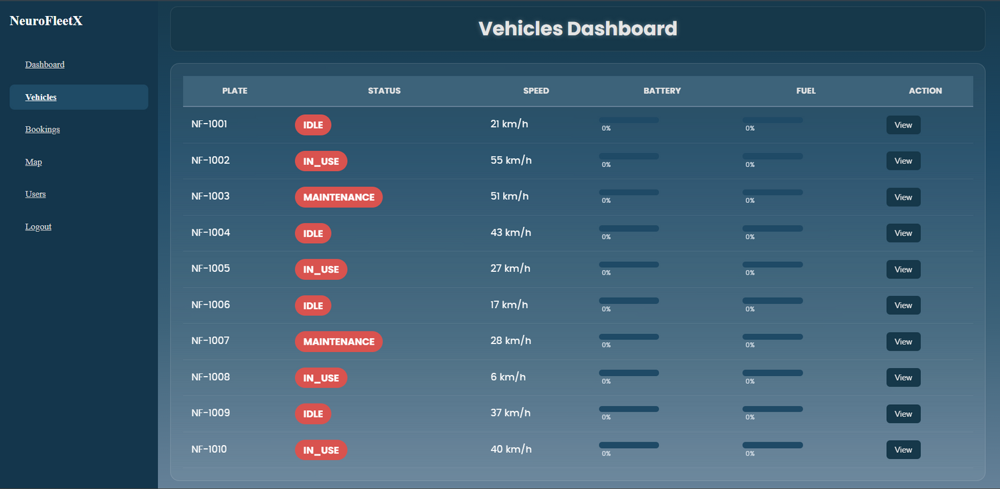 NeuroFleetX
Dashboard
Vehicles
Bookings
Map
Users
Logout
Vehicles Dashboard
PLATE STATUS SPEED BATTERY FUEL ACTION
NF-1001 IDLE 21 km/h 0% 0% View
NF-1002 IN_USE 55 km/h 0% 0% View
NF-1003 MAINTENANCE 51 km/h 0% 0% View
NF-1004 IDLE 43 km/h 0% 0% View
NF-1005 IN_USE 27 km/h 0% 0% View
NF-1006 IDLE 17 km/h 0% 0% View
NF-1007 MAINTENANCE 28 km/h 0% 0% View
NF-1008 IN_USE 6 km/h 0% 0% View
NF-1009 IDLE 37 km/h 0% 0% View
NF-1010 IN_USE 40 km/h 0% 0% View